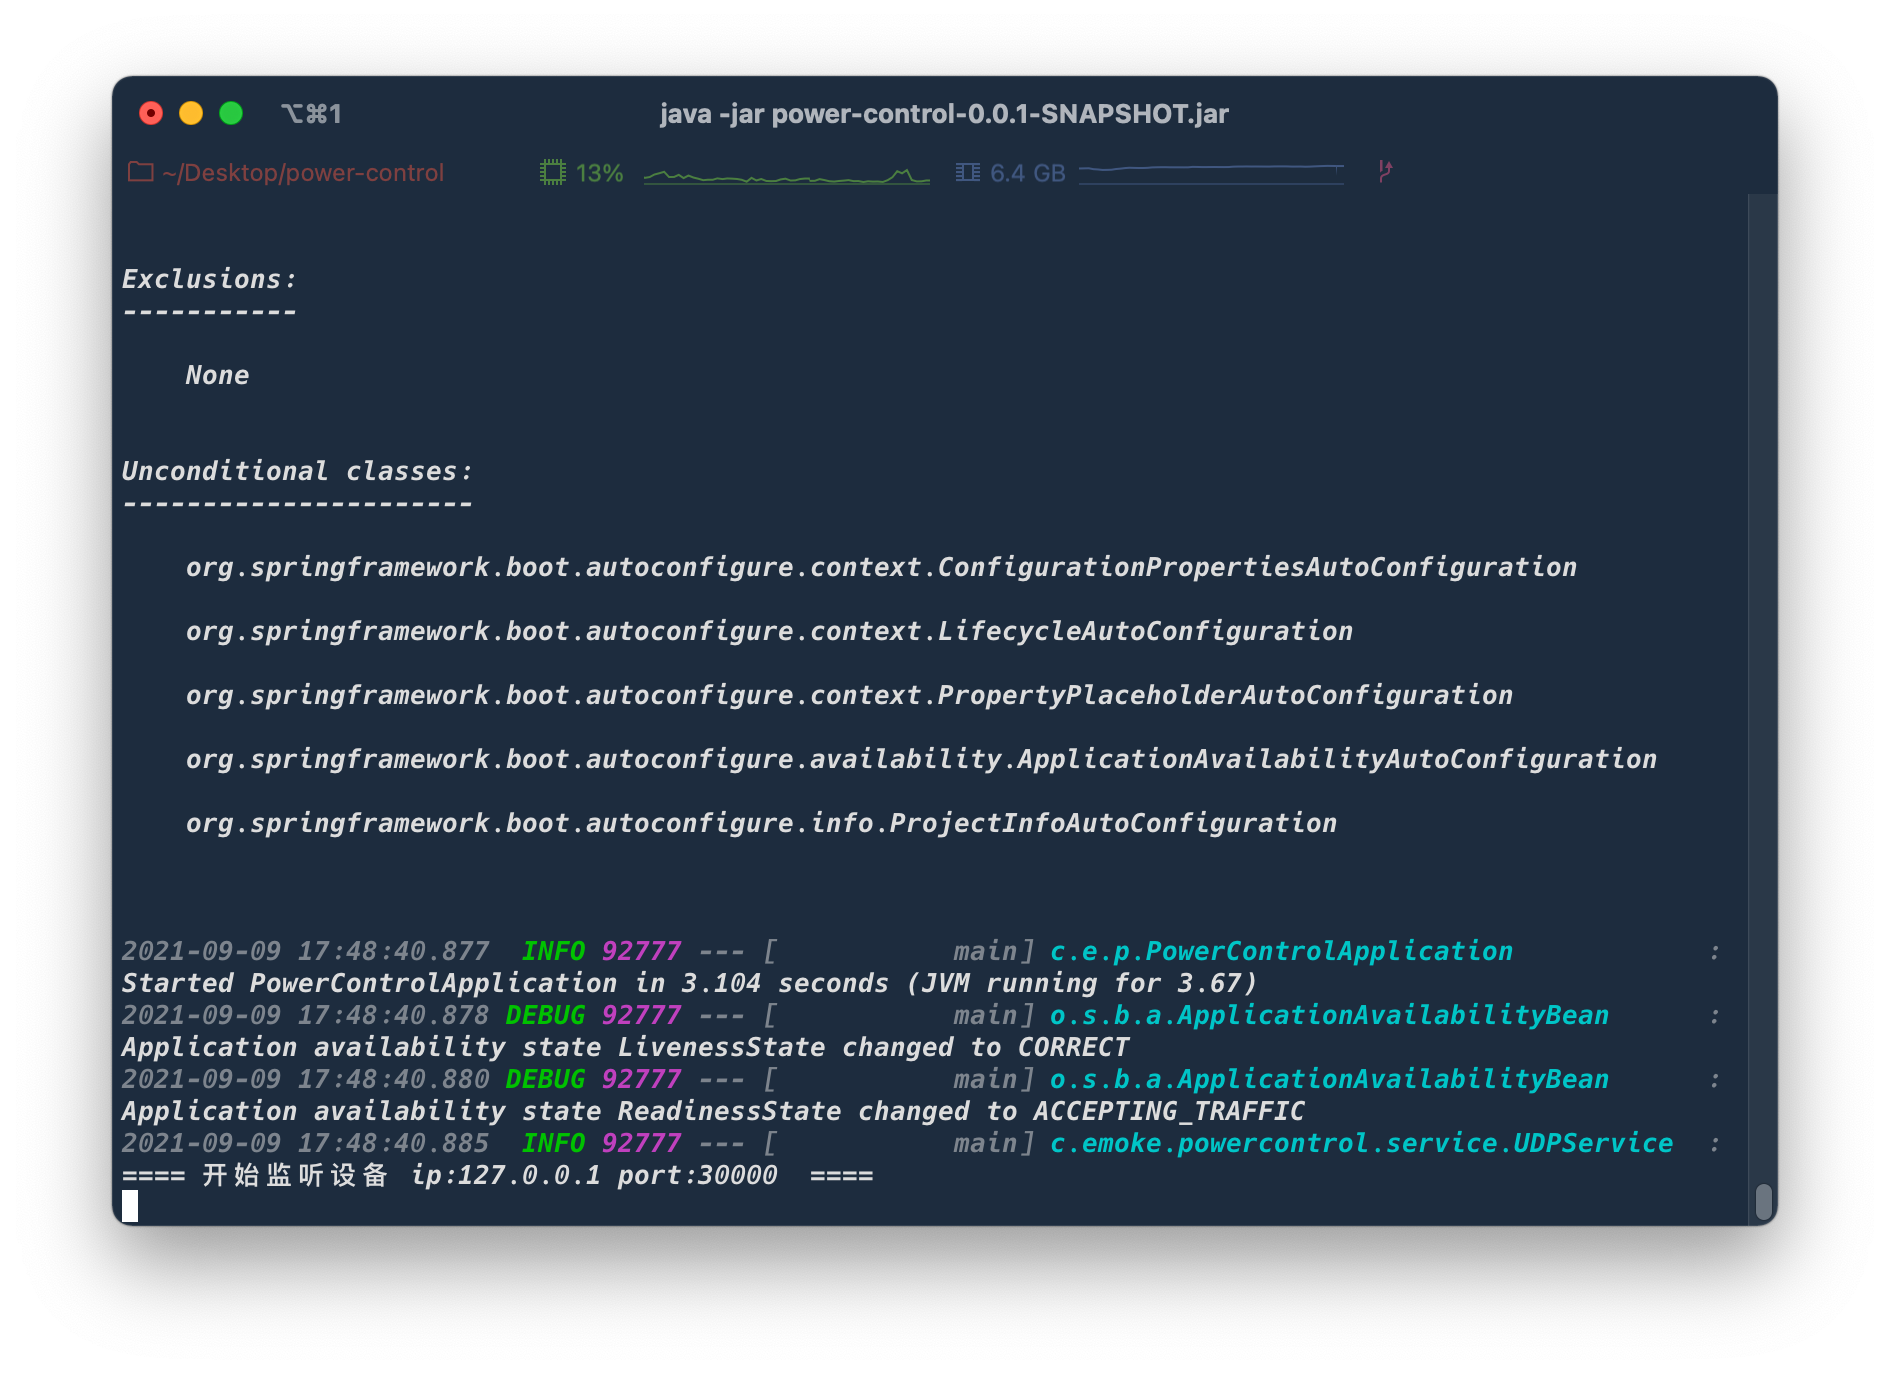 ⌥⌘1 java -jar power-control-0.0.1-SNAPSHOT.jar
~/Desktop/power-control 13% 6.4 GB
Exclusions:
-----------
None
Unconditional classes:
----------------------
org.springframework.boot.autoconfigure.context.ConfigurationPropertiesAutoConfiguration
org.springframework.boot.autoconfigure.context.LifecycleAutoConfiguration
org.springframework.boot.autoconfigure.context.PropertyPlaceholderAutoConfiguration
org.springframework.boot.autoconfigure.availability.ApplicationAvailabilityAutoConfiguration
org.springframework.boot.autoconfigure.info.ProjectInfoAutoConfiguration
2021-09-09 17:48:40.877  INFO 92777 --- [           main] c.e.p.PowerControlApplication            :
Started PowerControlApplication in 3.104 seconds (JVM running for 3.67)
2021-09-09 17:48:40.878 DEBUG 92777 --- [           main] o.s.b.a.ApplicationAvailabilityBean      :
Application availability state LivenessState changed to CORRECT
2021-09-09 17:48:40.880 DEBUG 92777 --- [           main] o.s.b.a.ApplicationAvailabilityBean      :
Application availability state ReadinessState changed to ACCEPTING_TRAFFIC
2021-09-09 17:48:40.885  INFO 92777 --- [           main] c.emoke.powercontrol.service.UDPService  :
==== 开始监听设备 ip:127.0.0.1 port:30000  ====